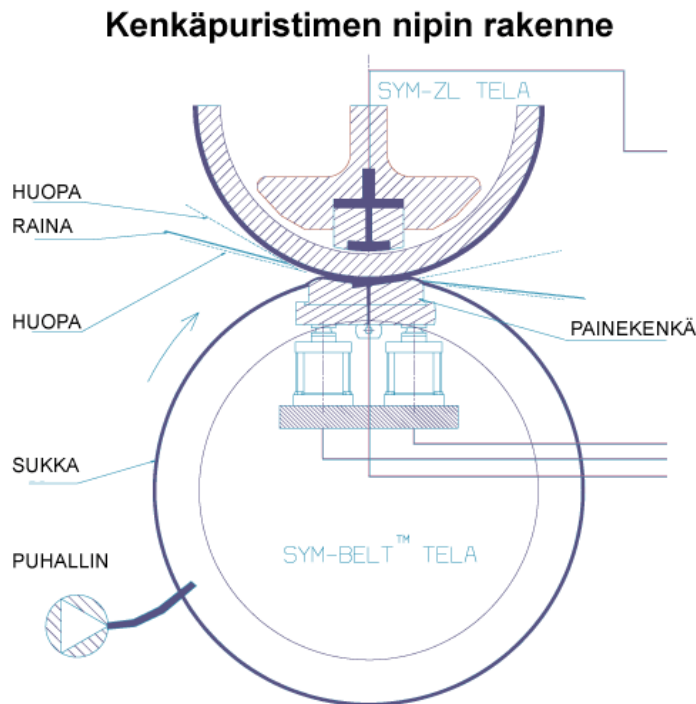 Kenkäpuristimen nipin rakenne
SYM-ZL TELA
HUOPA
RAINA
HUOPA
PAINEKENKÄ
SUKKA
SYM-BELT™ TELA
PUHALLIN